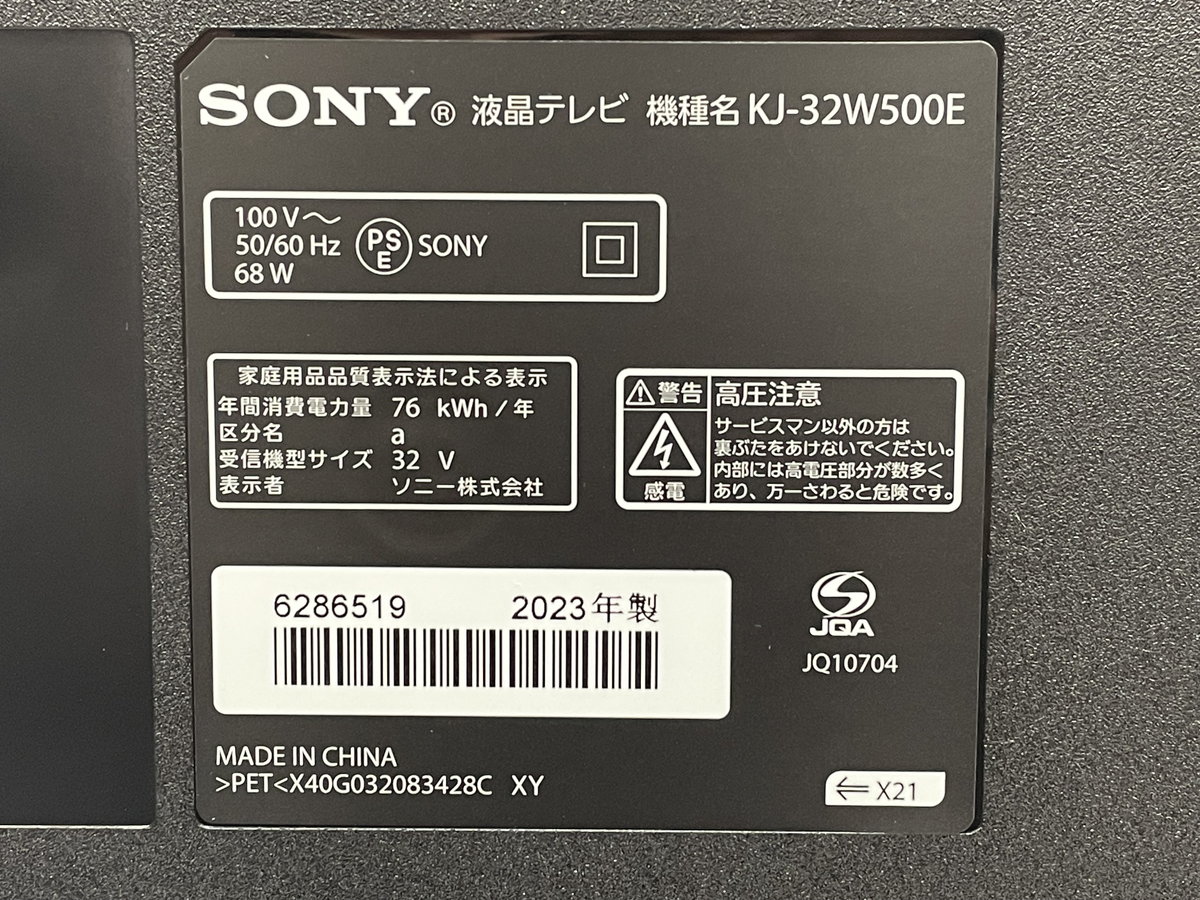 SONY® 液晶テレビ 機種名 KJ-32W500E
100 V～
50/60 Hz
68 W
PS
E
SONY
家庭用品品質表示法による表示
年間消費電力量 76 kWh / 年
区分名 a
受信機型サイズ 32 V
表示者 ソニー株式会社
警告
感電
高圧注意
サービスマン以外の方は
裏ぶたをあけないでください。
内部には高電圧部分が数多く
あり、万一さわると危険です。
6286519 2023年製
JQA
JQ10704
MADE IN CHINA
>PET<X40G032083428C XY
⇐ X21